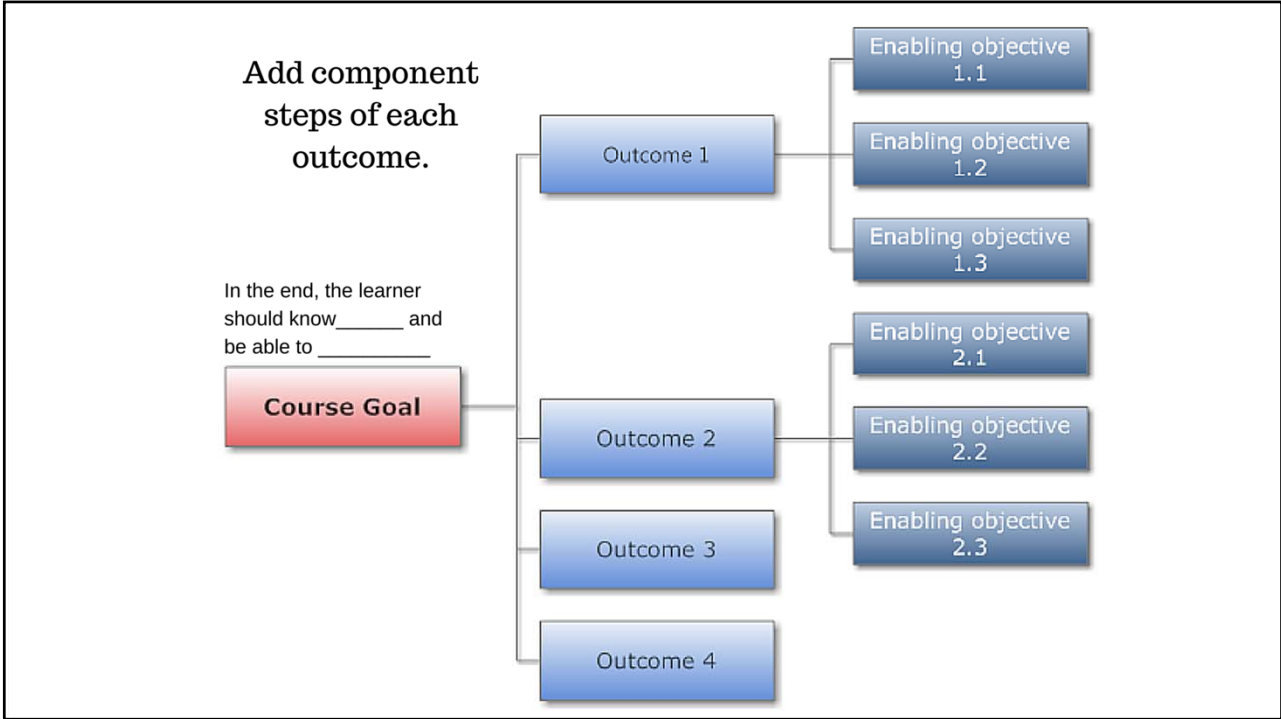 Add component
steps of each
outcome.
In the end, the learner
should know______ and
be able to __________
Course Goal
Outcome 1
Enabling objective
1.1
Enabling objective
1.2
Enabling objective
1.3
Outcome 2
Enabling objective
2.1
Enabling objective
2.2
Enabling objective
2.3
Outcome 3
Outcome 4